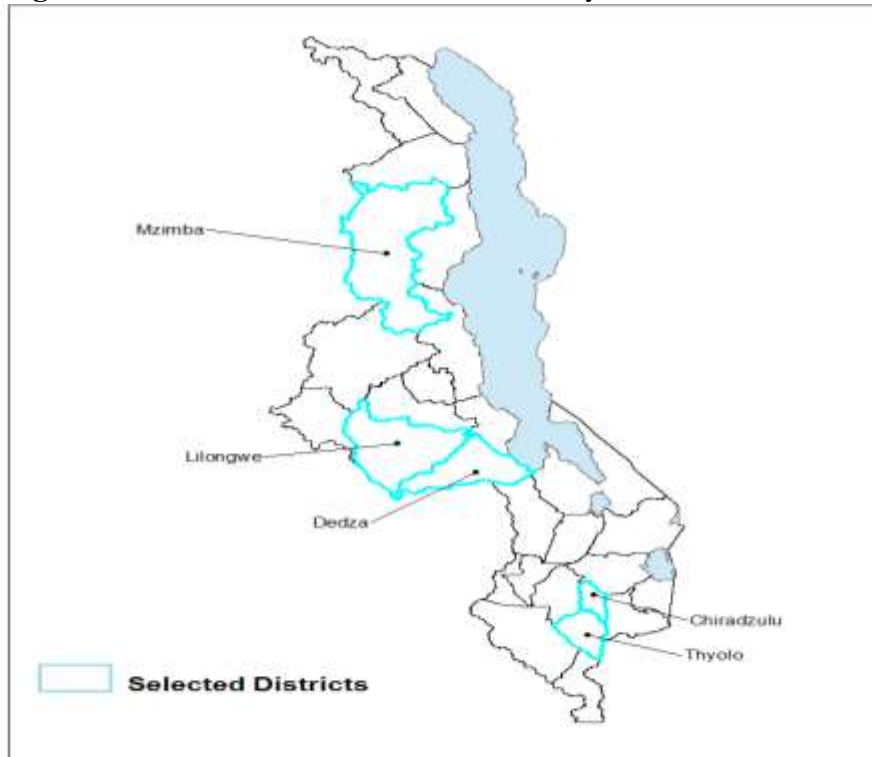 Mzimba
Lilongwe
Dedza
Chiradzulu
Thyolo
Selected Districts